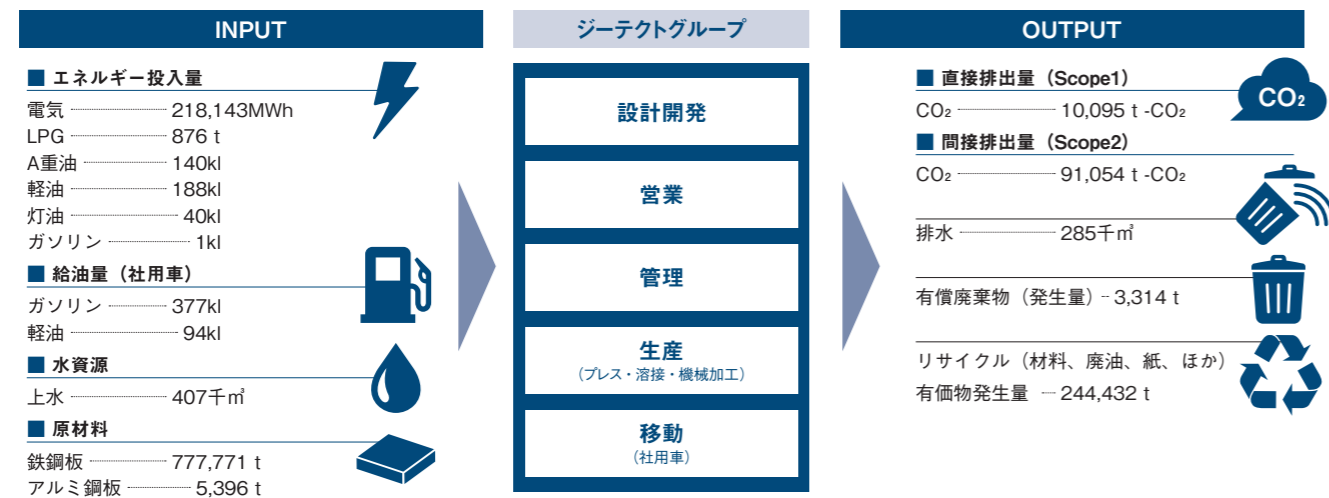 INPUT
■ エネルギー投入量
電気 218,143MWh
LPG 876 t
A重油 140kl
軽油 188kl
灯油 40kl
ガソリン 1kl
■ 給油量（社用車）
ガソリン 377kl
軽油 94kl
■ 水資源
上水 407千㎥
■ 原材料
鉄鋼板 777,771 t
アルミ鋼板 5,396 t
ジーテクトグループ
設計開発
営業
管理
生産
（プレス・溶接・機械加工）
移動
（社用車）
OUTPUT
■ 直接排出量（Scope1）
CO₂ 10,095 t -CO₂
CO₂
■ 間接排出量（Scope2）
CO₂ 91,054 t -CO₂
排水 285千㎥
有償廃棄物（発生量） 3,314 t
リサイクル（材料、廃油、紙、ほか）
有価物発生量 244,432 t